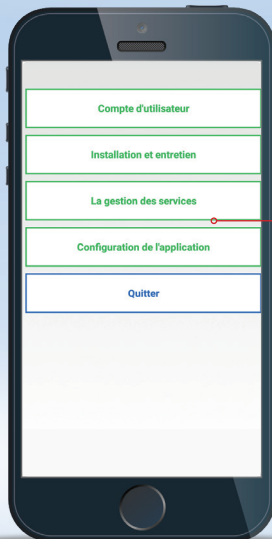 Compte d'utilisateur
Installation et entretien
La gestion des services
Configuration de l'application
Quitter